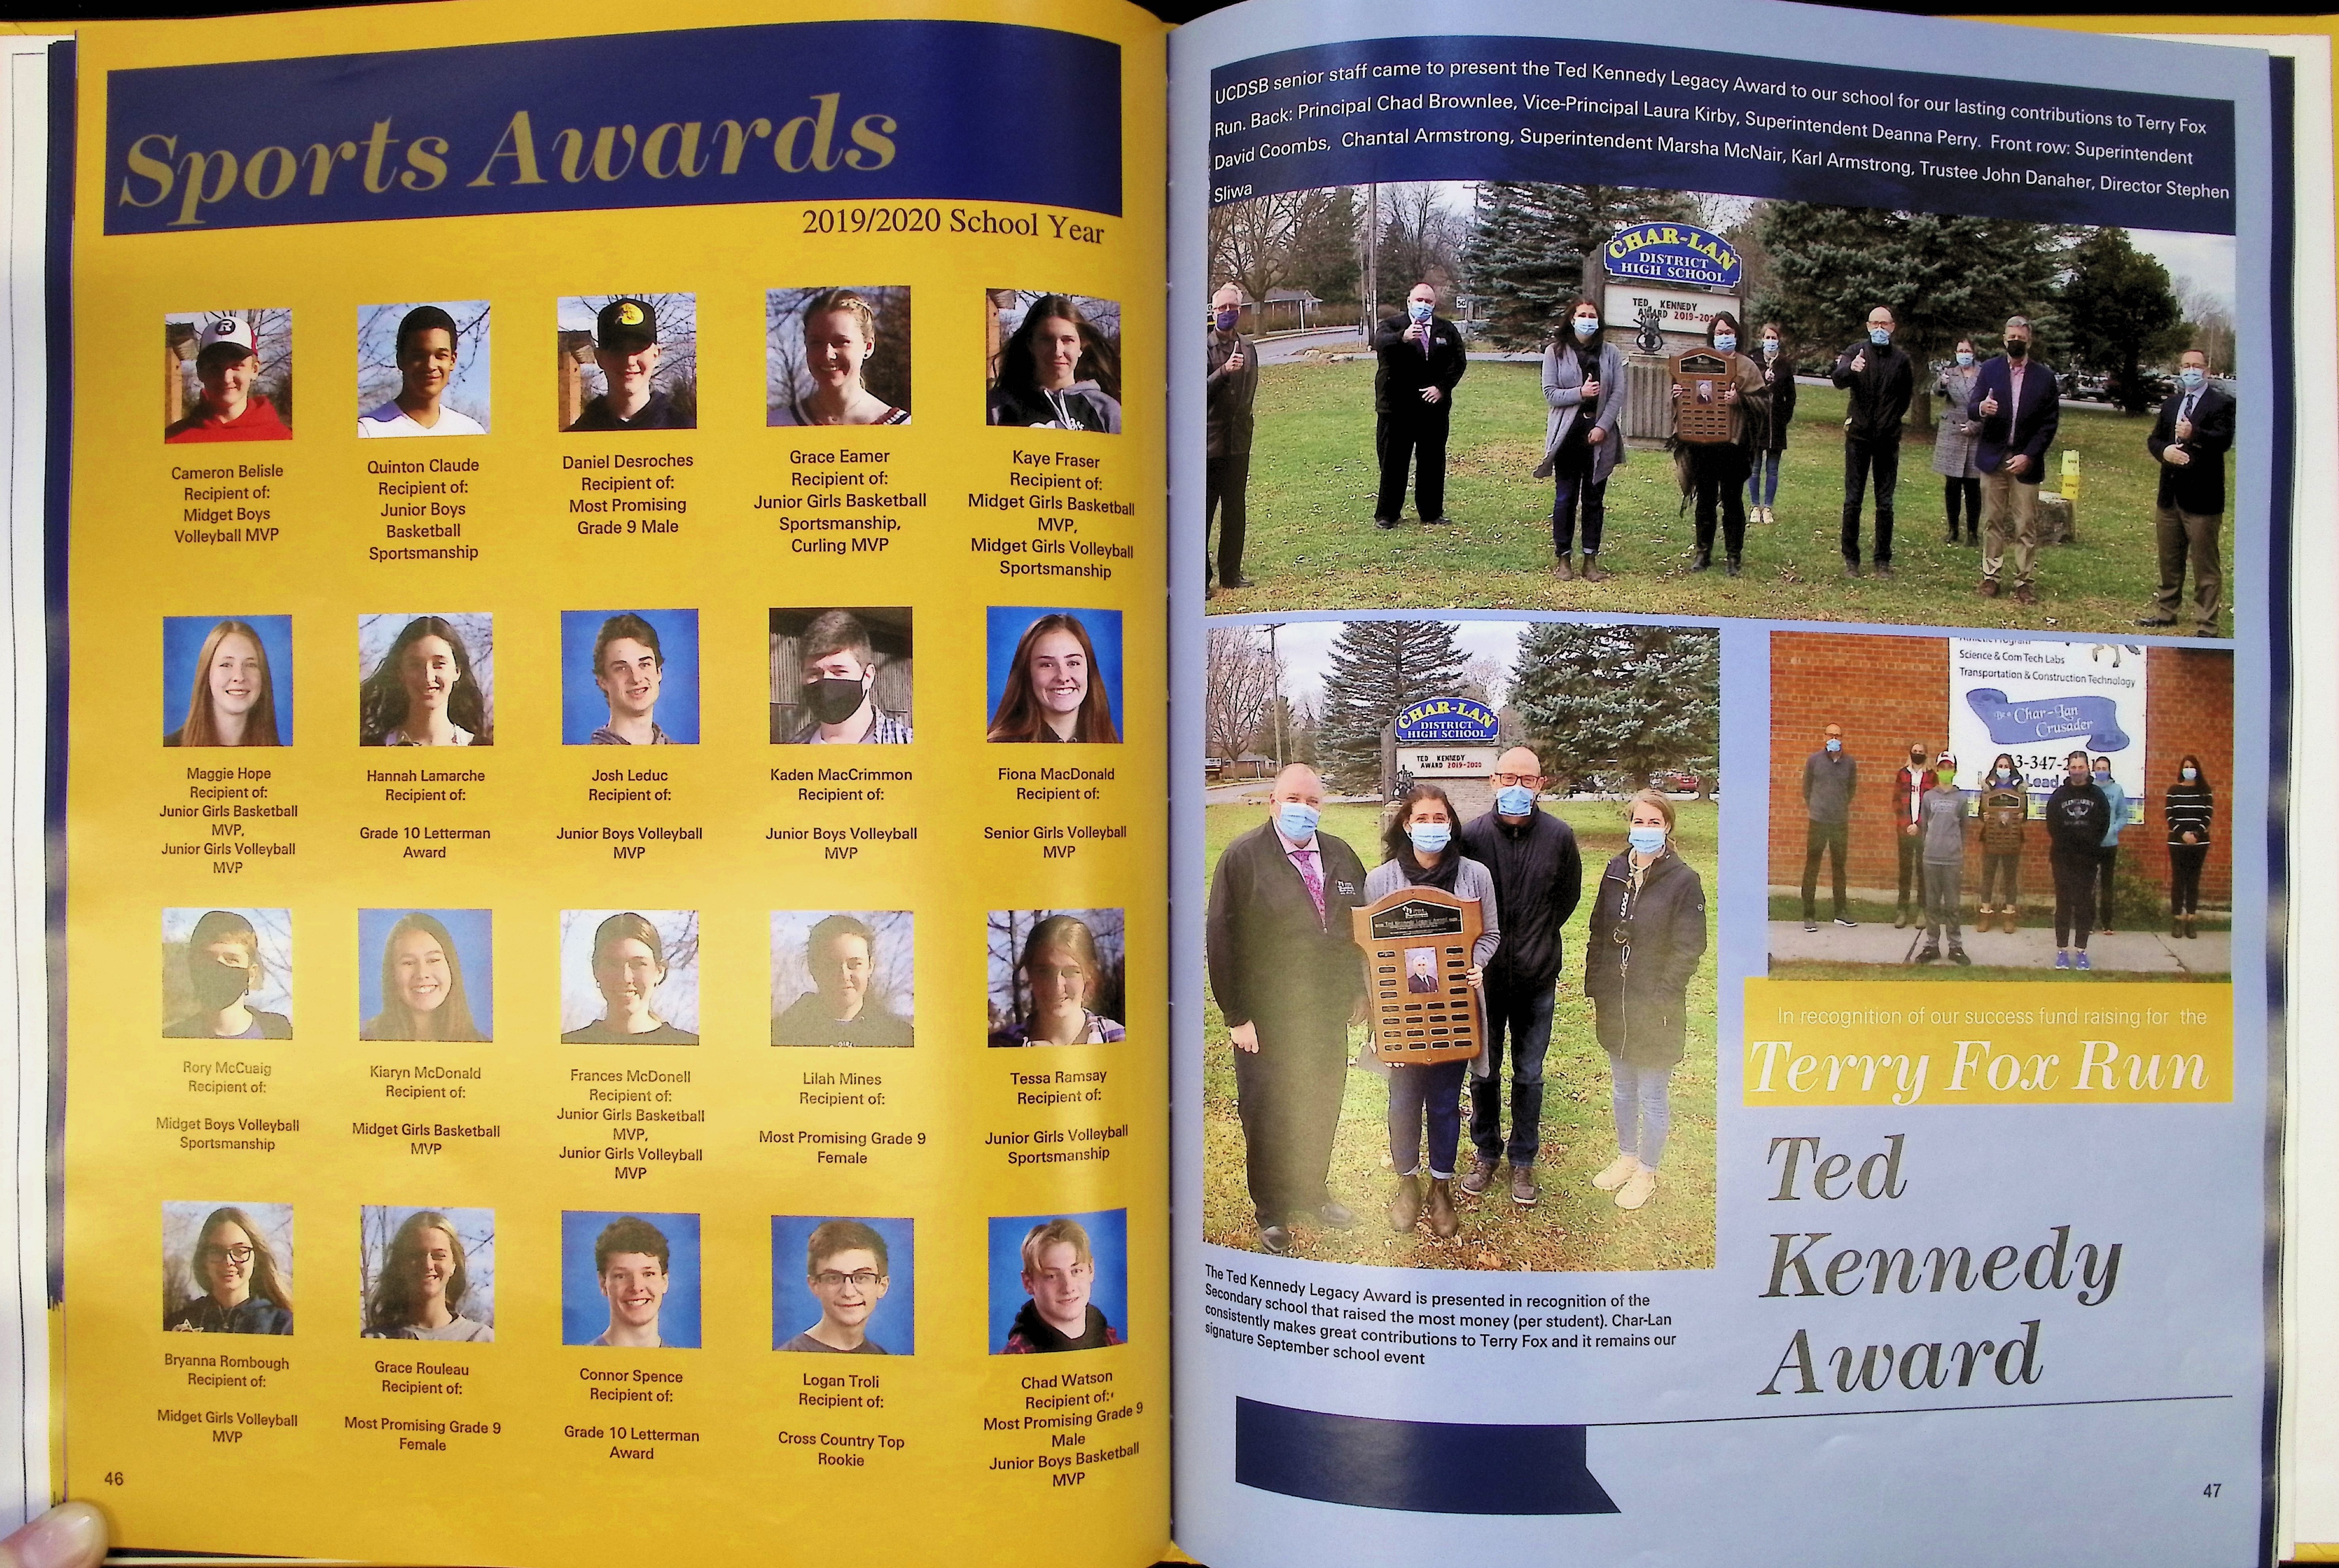 Sports Awards
2019/2020 School Year
Cameron Belisle
Recipient of:
Midget Boys
Volleyball MVP
Quinton Claude
Recipient of:
Junior Boys
Basketball
Sportsmanship
Daniel Desroches
Recipient of:
Most Promising
Grade 9 Male
Grace Eamer
Recipient of:
Junior Girls Basketball
Sportsmanship,
Curling MVP
Kaye Fraser
Recipient of:
Midget Girls Basketball
MVP,
Midget Girls Volleyball
Sportsmanship
Maggie Hope
Recipient of:
Junior Girls Basketball
MVP,
Junior Girls Volleyball
MVP
Hannah Lamarche
Recipient of:
Grade 10 Letterman
Award
Josh Leduc
Recipient of:
Junior Boys Volleyball
MVP
Kaden MacCrimmon
Recipient of:
Junior Boys Volleyball
MVP
Fiona MacDonald
Recipient of:
Senior Girls Volleyball
MVP
Rory McCuaig
Recipient of:
Midget Boys Volleyball
Sportsmanship
Kiaryn McDonald
Recipient of:
Midget Girls Basketball
MVP
Frances McDonell
Recipient of:
Junior Girls Basketball
MVP,
Junior Girls Volleyball
MVP
Lilah Mines
Recipient of:
Most Promising Grade 9
Female
Tessa Ramsay
Recipient of:
Junior Girls Volleyball
Sportsmanship
Bryanna Rombough
Recipient of:
Midget Girls Volleyball
MVP
Grace Rouleau
Recipient of:
Most Promising Grade 9
Female
Connor Spence
Recipient of:
Grade 10 Letterman
Award
Logan Troli
Recipient of:
Cross Country Top
Rookie
Chad Watson
Recipient of:
Most Promising Grade 9
Male
Junior Boys Basketball
MVP
46
UCDSB senior staff came to present the Ted Kennedy Legacy Award to our school for our lasting contributions to Terry Fox
Run. Back: Principal Chad Brownlee, Vice-Principal Laura Kirby, Superintendent Deanna Perry. Front row: Superintendent
David Coombs, Chantal Armstrong, Superintendent Marsha McNair, Karl Armstrong, Trustee John Danaher, Director Stephen
Sliwa
CHAR-LAN
DISTRICT
HIGH SCHOOL
TED KENNEDY
AWARD 2019-202
CHAR-LAN
DISTRICT
HIGH SCHOOL
TED KENNEDY
AWARD 2019-2020
Ted Kennedy Legacy Award
Science & Com Tech Labs
Transportation & Construction Technology
Be a Char-Lan
Crusader
3-347-2
Lead
In recognition of our success fund raising for the
Terry Fox Run
Ted
Kennedy
Award
The Ted Kennedy Legacy Award is presented in recognition of the
Secondary school that raised the most money (per student). Char-Lan
consistently makes great contributions to Terry Fox and it remains our
signature September school event
47